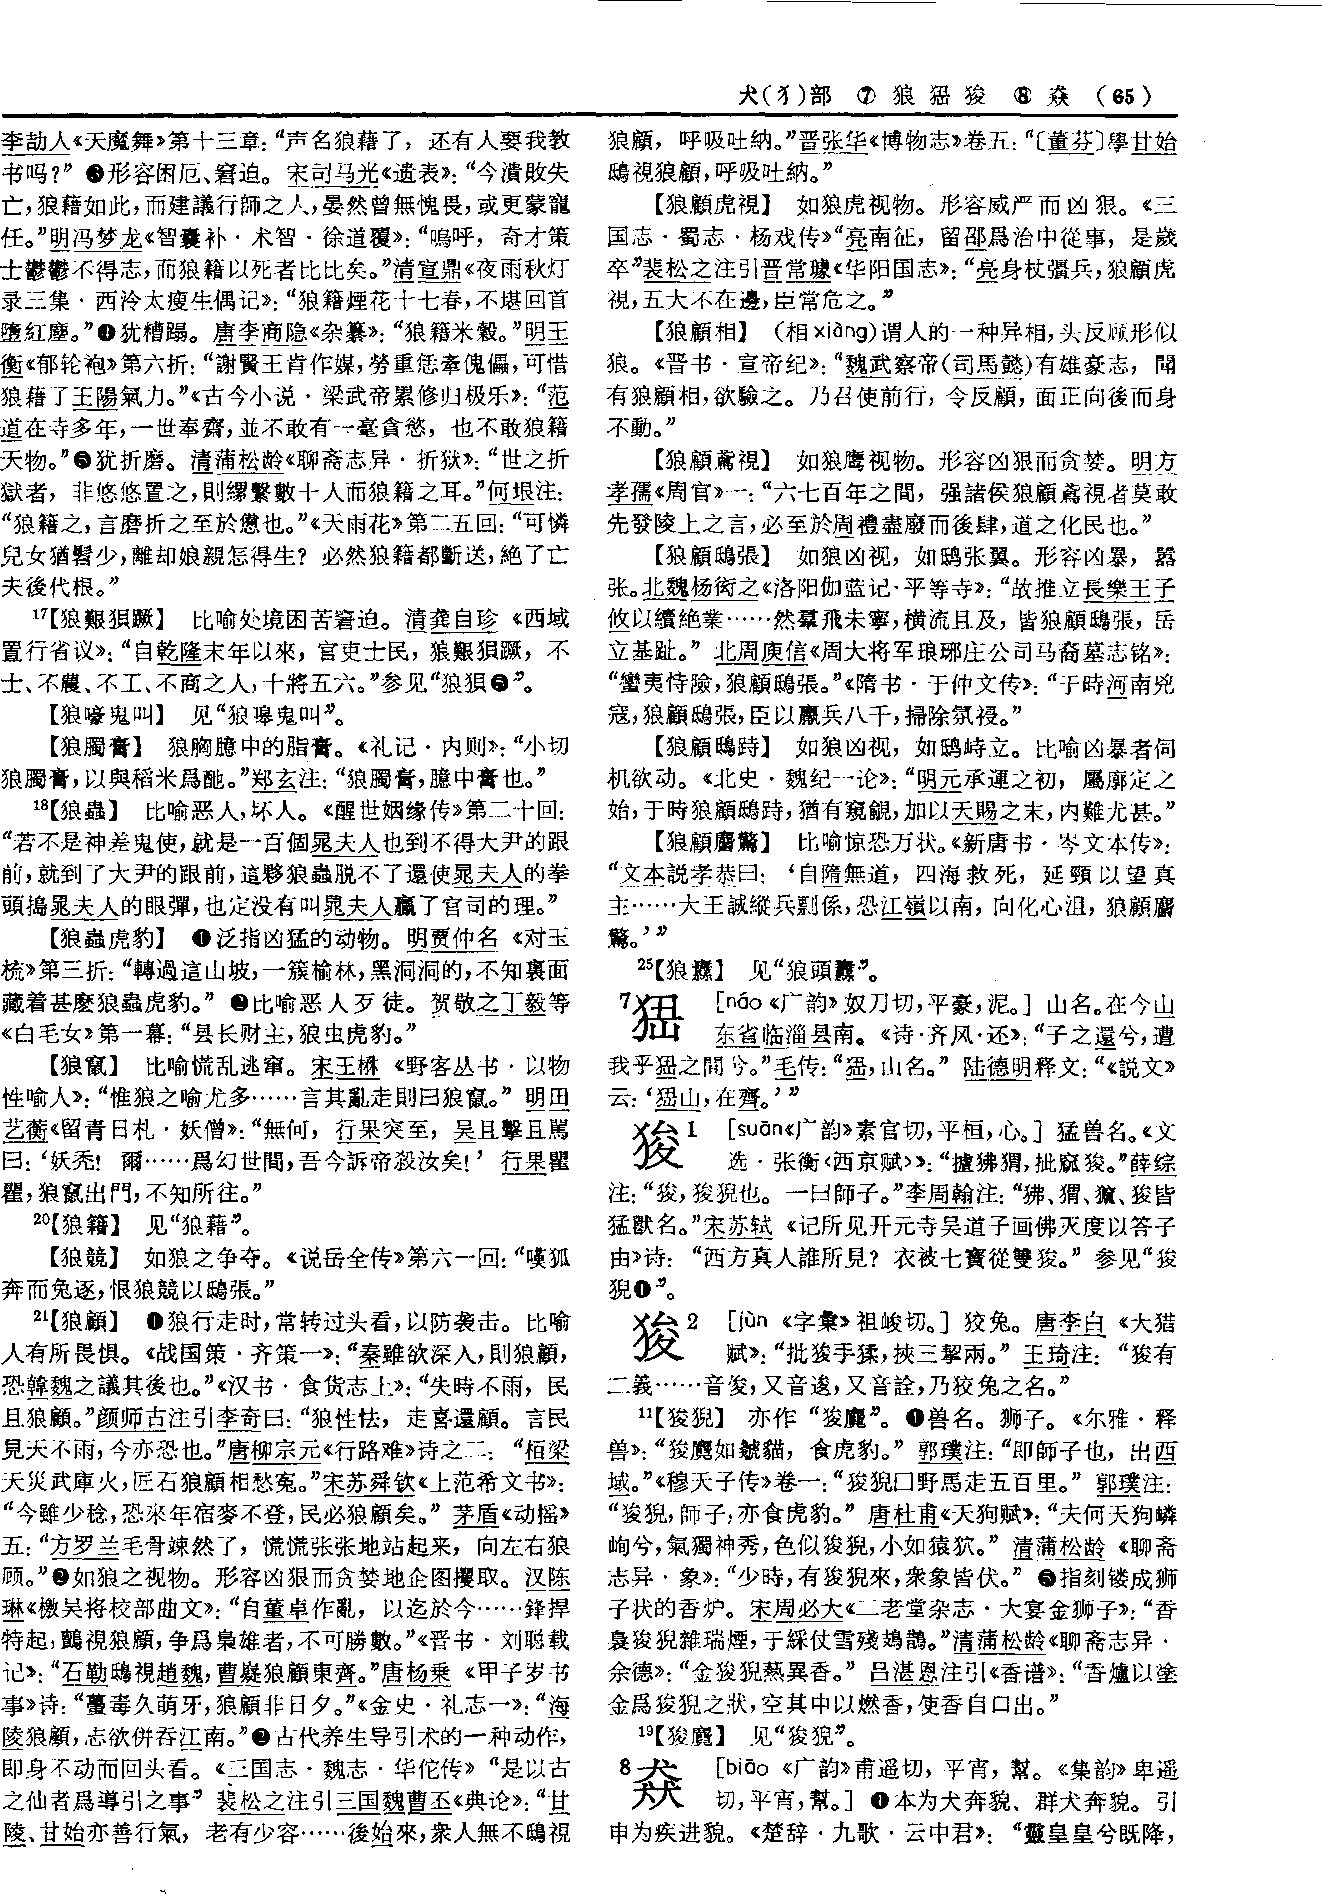 犬(犭)部 ⑦ 狼 峱 狻 ⑧ 猋 (65)
李劼人《天魔舞》第十三章：“声名狼藉了，还有人要我教
书吗？”❸形容困厄、窘迫。宋司马光《遗表》：“今潰敗失
亡，狼藉如此，而建議行師之人，晏然曾無愧畏，或更蒙寵
任。”明冯梦龙《智囊补·术智·徐道覆》：“嗚呼，奇才策
士鬱鬱不得志，而狼籍以死者比比矣。”清宣鼎《夜雨秋灯
录三集·西泠太瘦生偶记》：“狼籍煙花十七春，不堪回首
墮紅塵。”❹犹糟蹋。唐李商隐《杂纂》：“狼籍米穀。”明王
衡《郁轮袍》第六折：“謝賢王肯作媒，勞重恁牽傀儡，可惜
狼藉了王陽氣力。”《古今小说·梁武帝累修归极乐》：“范
道在寺多年，一世奉齋，並不敢有一毫貪慾，也不敢狼籍
天物。”❺犹折磨。清蒲松龄《聊斋志异·折狱》：“世之折
獄者，非悠悠置之，則縲繫數十人而狼籍之耳。”何垠注：
“狼籍之，言磨折之至於憊也。”《天雨花》第二五回：“可憐
兒女猶髫少，離却娘親怎得生？必然狼籍都斷送，絶了亡
夫後代根。”
17【狼艱狽蹶】 比喻处境困苦窘迫。清龚自珍《西域
置行省议》：“自乾隆末年以來，官吏士民，狼艱狽蹶，不
士、不農、不工、不商之人，十將五六。”参见“狼狽❺”。
【狼嚎鬼叫】 见“狼嗥鬼叫”。
【狼臅膏】 狼胸臆中的脂膏。《礼记·内则》：“小切
狼臅膏，以與稻米爲酏。”郑玄注：“狼臅膏，臆中膏也。”
18【狼蟲】 比喻恶人，坏人。《醒世姻缘传》第二十回：
“若不是神差鬼使，就是一百個晁夫人也到不得大尹的跟
前，就到了大尹的跟前，這夥狼蟲脱不了還使晁夫人的拳
頭搗晁夫人的眼彈，也定没有叫晁夫人贏了官司的理。”
【狼蟲虎豹】 ❶泛指凶猛的动物。明贾仲名《对玉
梳》第三折：“轉過這山坡，一簇榆林，黑洞洞的，不知裏面
藏着甚麽狼蟲虎豹。”❷比喻恶人歹徒。贺敬之丁毅等
《白毛女》第一幕：“县长财主，狼虫虎豹。”
【狼竄】 比喻慌乱逃窜。宋王楙《野客丛书·以物
性喻人》：“惟狼之喻尤多……言其亂走則曰狼竄。”明田
艺蘅《留青日札·妖僧》：“無何，行果突至，吴且擊且罵
曰：‘妖禿！爾……爲幻世間，吾今訴帝殺汝矣！’行果瞿
瞿，狼竄出門，不知所往。”
20【狼籍】 见“狼藉”。
【狼競】 如狼之争夺。《说岳全传》第六一回：“嘆狐
奔而兔逐，恨狼競以鴟張。”
21【狼顧】 ❶狼行走时，常转过头看，以防袭击。比喻
人有所畏惧。《战国策·齐策一》：“秦雖欲深入，則狼顧，
恐韓魏之議其後也。”《汉书·食货志上》：“失時不雨，民
且狼顧。”颜师古注引李奇曰：“狼性怯，走喜還顧。言民
見天不雨，今亦恐也。”唐柳宗元《行路难》诗之二：“栢梁
天災武庫火，匠石狼顧相愁寃。”宋苏舜钦《上范希文书》：
“今雖少稔，恐來年宿麥不登，民必狼顧矣。”茅盾《动摇》
五：“方罗兰毛骨竦然了，慌慌张张地站起来，向左右狼
顾。”❷如狼之视物。形容凶狠而贪婪地企图攫取。汉陈
琳《檄吴将校部曲文》：“自董卓作亂，以迄於今……鋒捍
特起，鸇視狼顧，争爲梟雄者，不可勝數。”《晋书·刘聪载
记》：“石勒鴟視趙魏，曹嶷狼顧東齊。”唐杨乘《甲子岁书
事》诗：“蠆毒久萌牙，狼顧非日夕。”《金史·礼志一》：“海
陵狼顧，志欲併吞江南。”❷古代养生导引术的一种动作，
即身不动而回头看。《三国志·魏志·华佗传》“是以古
之仙者爲導引之事”裴松之注引三国魏曹丕《典论》：“甘
陵、甘始亦善行氣，老有少容……後始來，衆人無不鴟視
狼顧，呼吸吐納。”晋张华《博物志》卷五：“〔董芬〕學甘始
鴟視狼顧，呼吸吐納。”
【狼顧虎視】 如狼虎视物。形容威严而凶狠。《三
国志·蜀志·杨戏传》“亮南征，留邵爲治中從事，是歲
卒”裴松之注引晋常璩《华阳国志》：“亮身杖彊兵，狼顧虎
視，五大不在邊，臣常危之。”
【狼顧相】 （相 xiàng）谓人的一种异相，头反顾形似
狼。《晋书·宣帝纪》：“魏武察帝(司馬懿)有雄豪志，聞
有狼顧相，欲驗之。乃召使前行，令反顧，面正向後而身
不動。”
【狼顧鳶視】 如狼鹰视物。形容凶狠而贪婪。明方
孝孺《周官》一：“六七百年之間，强諸侯狼顧鳶視者莫敢
先發陵上之言，必至於周禮盡廢而後肆，道之化民也。”
【狼顧鴟張】 如狼凶视，如鸱张翼。形容凶暴，嚣
张。北魏杨衒之《洛阳伽蓝记·平等寺》：“故推立長樂王子
攸以續絶業……然羣飛未寧，横流且及，皆狼顧鴟張，岳
立基趾。”北周庾信《周大将军琅琊庄公司马裔墓志铭》：
“蠻夷恃險，狼顧鴟張。”《隋书·于仲文传》：“于時河南兇
寇，狼顧鴟張，臣以羸兵八千，掃除氛祲。”
【狼顧鴟跱】 如狼凶视，如鸱峙立。比喻凶暴者伺
机欲动。《北史·魏纪一论》：“明元承運之初，屬廓定之
始，于時狼顧鴟跱，猶有窺覦，加以天賜之末，内難尤甚。”
【狼顧麕驚】 比喻惊恐万状。《新唐书·岑文本传》：
“文本説孝恭曰：‘自隋無道，四海救死，延頸以望真
主……大王誠縱兵剽係，恐江嶺以南，向化心沮，狼顧麕
驚。’”
25【狼纛】 见“狼頭纛”。
7 峱 [náo《广韵》奴刀切，平豪，泥。] 山名。在今山
东省临淄县南。《诗·齐风·还》：“子之還兮，遭
我乎峱之間兮。”毛传：“峱，山名。”陆德明释文：“《説文》
云：‘峱山，在齊。’”
狻1 [suān《广韵》素官切，平桓，心。] 猛兽名。《文
选·张衡〈西京赋〉》：“攎狒猬，批窳狻。”薛综
注：“狻，狻猊也。一曰師子。”李周翰注：“狒、猬、㺄、狻皆
猛獸名。”宋苏轼《记所见开元寺吴道子画佛灭度以答子
由》诗：“西方真人誰所見？衣被七寳從雙狻。”参见“狻
猊❶”。
狻2 [jùn《字彙》祖峻切。] 狡兔。唐李白《大猎
赋》：“批狻手猱，挾三挈兩。”王琦注：“狻有
二義……音俊，又音逡，又音詮，乃狡兔之名。”
11【狻猊】 亦作“狻麑”。❶兽名。狮子。《尔雅·释
兽》：“狻麑如虦貓，食虎豹。”郭璞注：“即師子也，出西
域。”《穆天子传》卷一：“狻猊口野馬走五百里。”郭璞注：
“狻猊，師子，亦食虎豹。”唐杜甫《天狗赋》：“夫何天狗嶙
峋兮，氣獨神秀，色似狻猊，小如猿狖。”清蒲松龄《聊斋
志异·象》：“少時，有狻猊來，衆象皆伏。”❺指刻镂成狮
子状的香炉。宋周必大《二老堂杂志·大宴金狮子》：“香
裊狻猊雜瑞煙，于綵仗雪殘鳷鵲。”清蒲松龄《聊斋志异·
余德》：“金狻猊爇異香。”吕湛恩注引《香谱》：“香爐以塗
金爲狻猊之狀，空其中以燃香，使香自口出。”
19【狻麑】 见“狻猊”。
8 猋 [biāo《广韵》甫遥切，平宵，幫。《集韵》卑遥
切，平宵，幫。] ❶本为犬奔貌、群犬奔貌。引
申为疾进貌。《楚辞·九歌·云中君》：“靈皇皇兮既降，